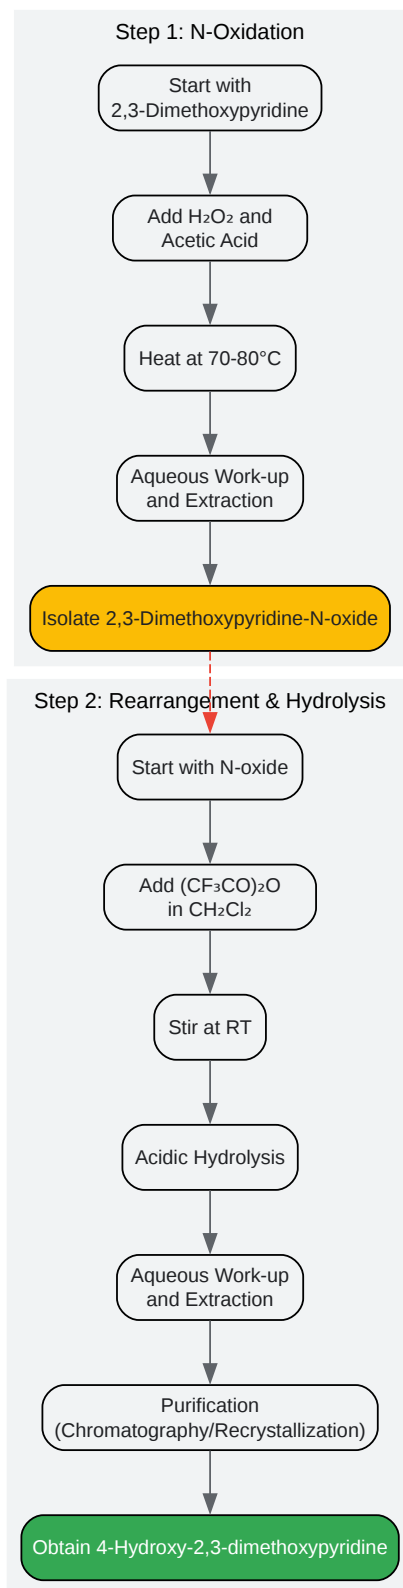 Step 1: N-Oxidation
Start with
2,3-Dimethoxypyridine
Add H₂O₂ and
Acetic Acid
Heat at 70-80°C
Aqueous Work-up
and Extraction
Isolate 2,3-Dimethoxypyridine-N-oxide
Step 2: Rearrangement & Hydrolysis
Start with N-oxide
Add (CF₃CO)₂O
in CH₂Cl₂
Stir at RT
Acidic Hydrolysis
Aqueous Work-up
and Extraction
Purification
(Chromatography/Recrystallization)
Obtain 4-Hydroxy-2,3-dimethoxypyridine